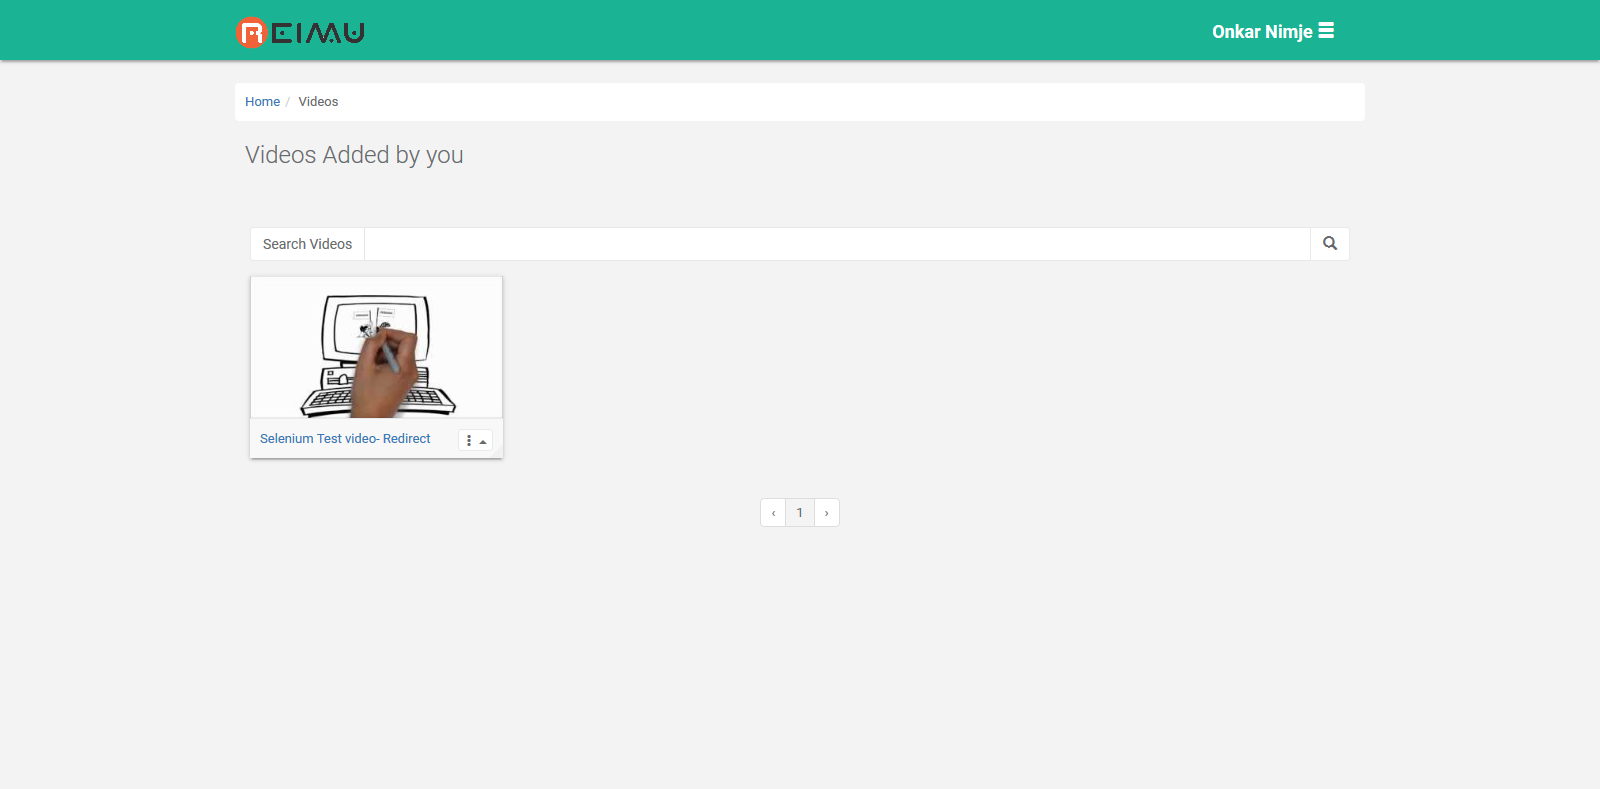 REIMU
Onkar Nimje
Home / Videos
Videos Added by you
Search Videos
Selenium Test video- Redirect
‹ 1 ›